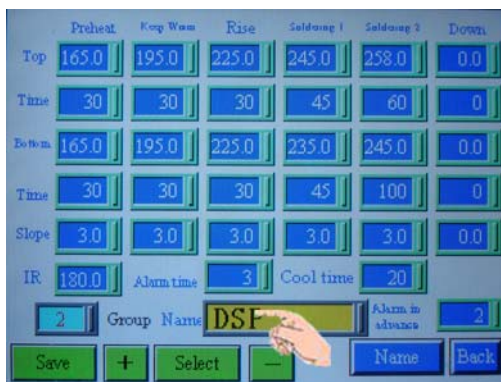 Preheat Keep Warm Rise Soldering 1 Soldering 2 Down
Top 165.0 195.0 225.0 245.0 258.0 0.0
Time 30 30 30 45 60 0
Bottom 165.0 195.0 225.0 235.0 245.0 0.0
Time 30 30 30 45 100 0
Slope 3.0 3.0 3.0 3.0 3.0 0.0
IR 180.0 Alarm time 3 Cool time 20
2 Group Name DSF Alarm in advance 2
Save + Select — Name Back